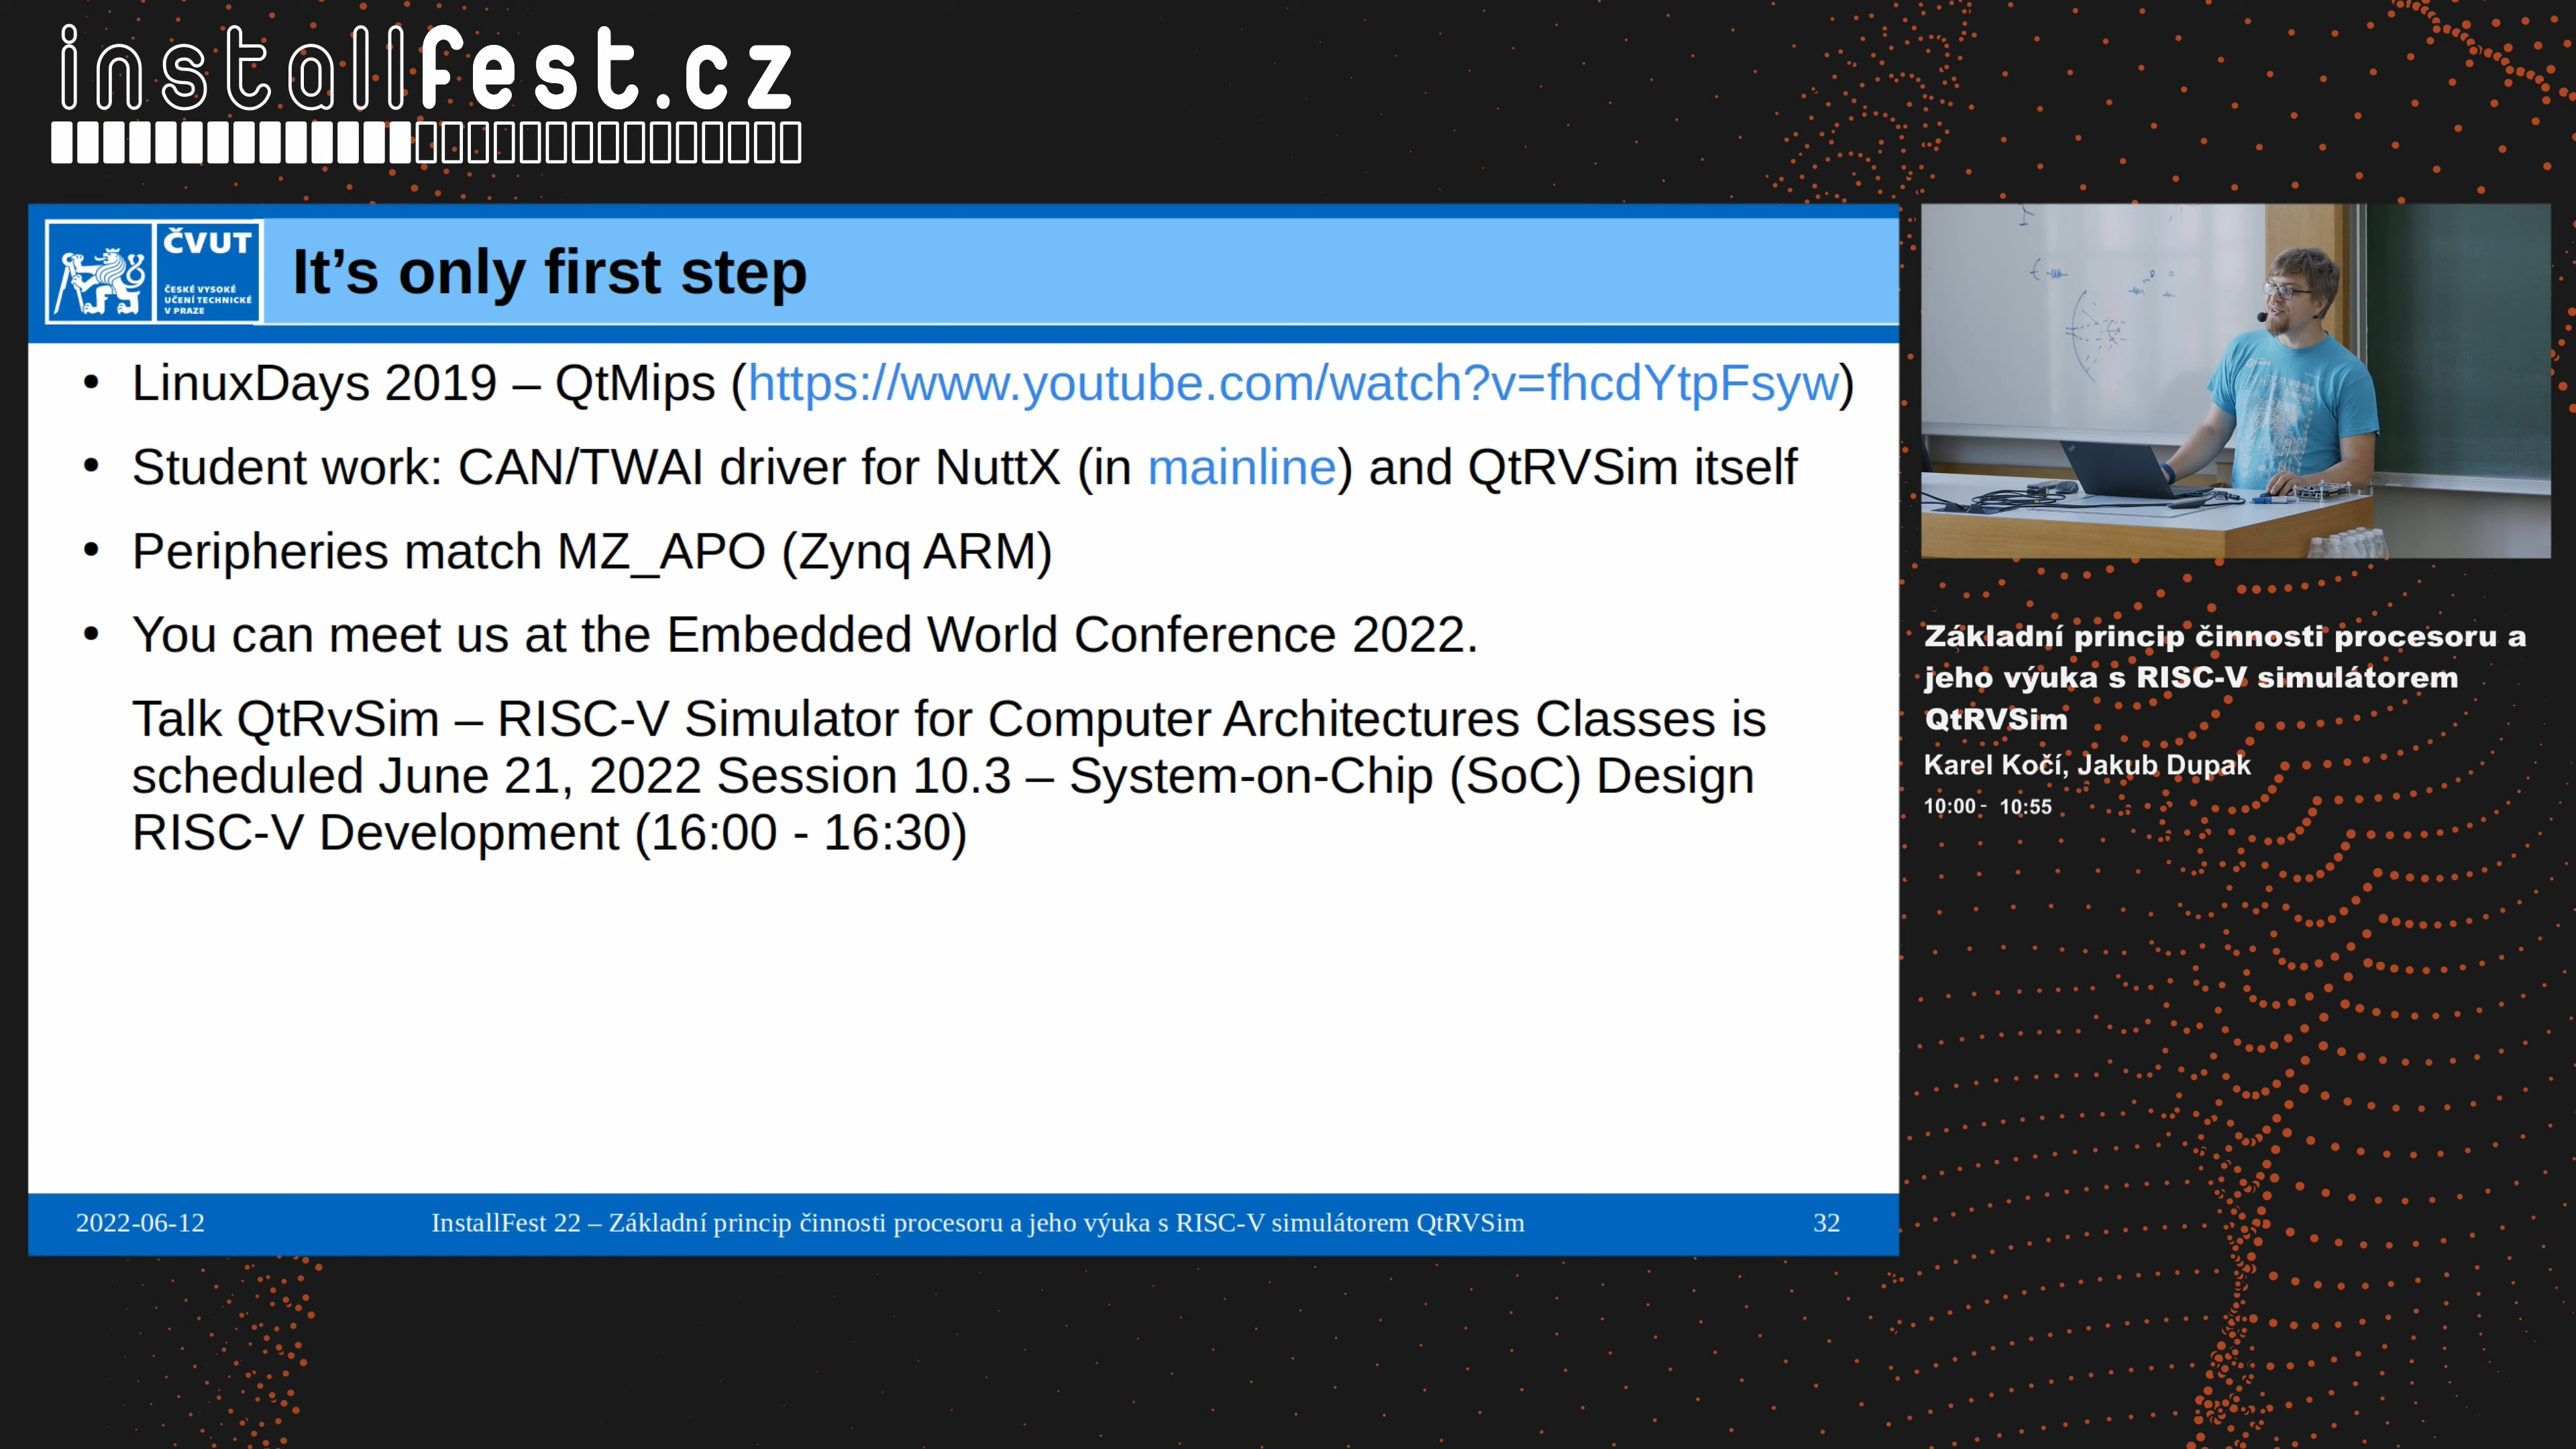 installfest.cz
ČVUT
ČESKÉ VYSOKÉ
UČENÍ TECHNICKÉ
V PRAZE
It’s only first step
• LinuxDays 2019 – QtMips (https://www.youtube.com/watch?v=fhcdYtpFsyw)
• Student work: CAN/TWAI driver for NuttX (in mainline) and QtRVSim itself
• Peripheries match MZ_APO (Zynq ARM)
• You can meet us at the Embedded World Conference 2022.
Talk QtRvSim – RISC-V Simulator for Computer Architectures Classes is
scheduled June 21, 2022 Session 10.3 – System-on-Chip (SoC) Design
RISC-V Development (16:00 - 16:30)
2022-06-12
InstallFest 22 – Základní princip činnosti procesoru a jeho výuka s RISC-V simulátorem QtRVSim
32
Základní princip činnosti procesoru a
jeho výuka s RISC-V simulátorem
QtRVSim
Karel Kočí, Jakub Dupak
10:00 - 10:55